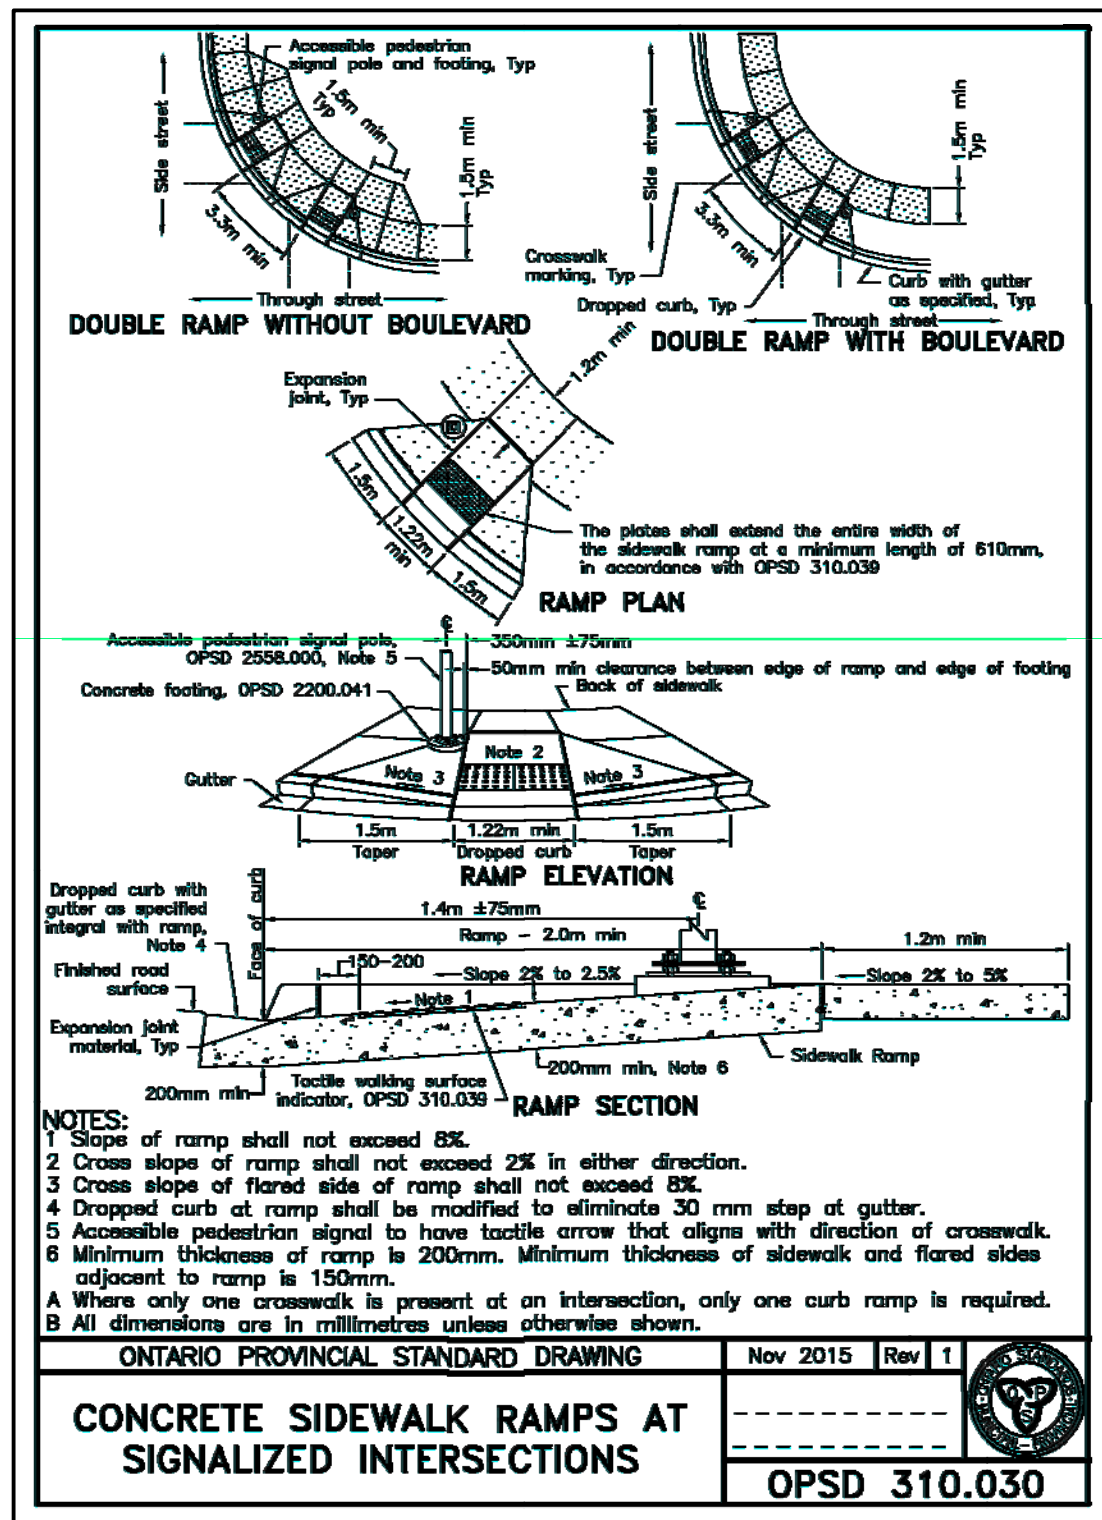 Accessible pedestrian
signal pole and footing, Typ
1.5m min
Typ
1.5m min
Typ
Side street
3.3m min
Through street
DOUBLE RAMP WITHOUT BOULEVARD
Side street
1.5m min
Typ
3.3m min
Crosswalk
marking, Typ
Dropped curb, Typ
Curb with gutter
as specified, Typ
Through street
DOUBLE RAMP WITH BOULEVARD
Expansion
joint, Typ
1.2m min
1.5m
1.22m
min
1.5m
The plates shall extend the entire width of
the sidewalk ramp at a minimum length of 610mm,
in accordance with OPSD 310.039
RAMP PLAN
Accessible pedestrian signal pole,
OPSD 2558.000, Note 5
350mm ±75mm
50mm min clearance between edge of ramp and edge of footing
Concrete footing, OPSD 2200.041
Back of sidewalk
Note 2
Note 3
Note 3
Gutter
1.5m
Taper
1.22m min
Dropped curb
1.5m
Taper
RAMP ELEVATION
Dropped curb with
gutter as specified
integral with ramp,
Note 4
Face of curb
1.4m ±75mm
Ramp - 2.0m min
1.2m min
Finished road
surface
150-200
Slope 2% to 2.5%
Slope 2% to 5%
Note 1
Expansion joint
material, Typ
200mm min
Tactile walking surface
indicator, OPSD 310.039
200mm min, Note 6
Sidewalk Ramp
RAMP SECTION
NOTES:
1 Slope of ramp shall not exceed 8%.
2 Cross slope of ramp shall not exceed 2% in either direction.
3 Cross slope of flared side of ramp shall not exceed 8%.
4 Dropped curb at ramp shall be modified to eliminate 30 mm step at gutter.
5 Accessible pedestrian signal to have tactile arrow that aligns with direction of crosswalk.
6 Minimum thickness of ramp is 200mm. Minimum thickness of sidewalk and flared sides
adjacent to ramp is 150mm.
A Where only one crosswalk is present at an intersection, only one curb ramp is required.
B All dimensions are in millimetres unless otherwise shown.
ONTARIO PROVINCIAL STANDARD DRAWING
Nov 2015
Rev
1
CONCRETE SIDEWALK RAMPS AT
SIGNALIZED INTERSECTIONS
OPS
OPSD 310.030